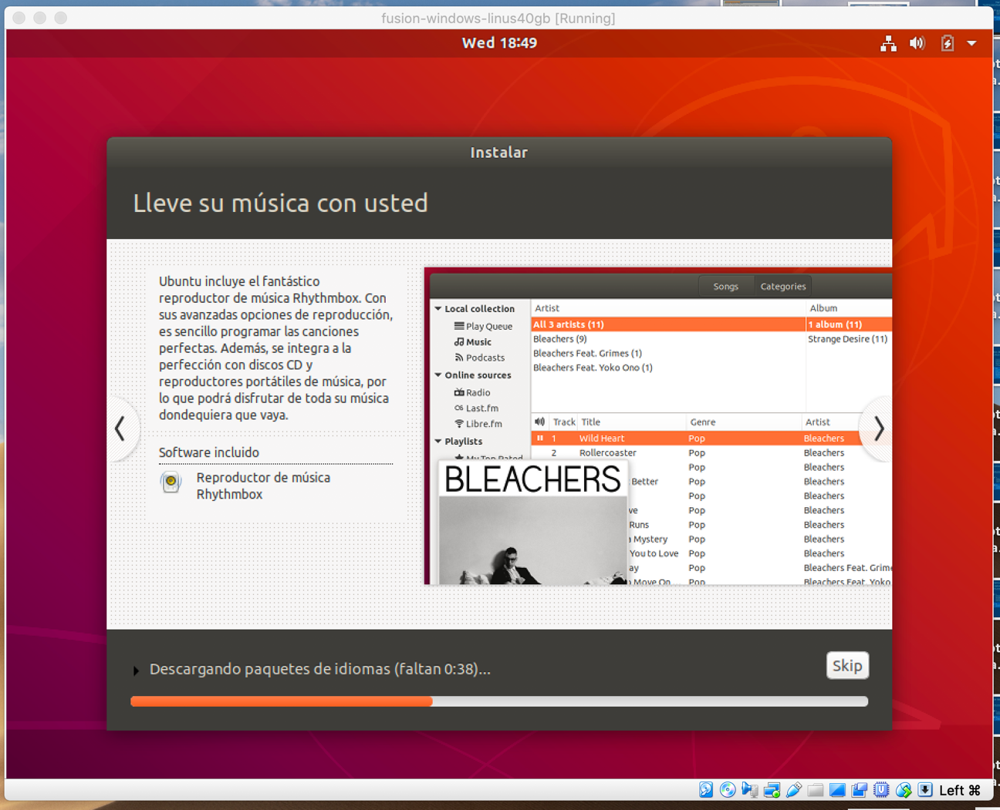 fusion-windows-linus40gb [Running]
Wed 18:49
Instalar
Lleve su música con usted
Ubuntu incluye el fantástico
reproductor de música Rhythmbox. Con
sus avanzadas opciones de reproducción,
es sencillo programar las canciones
perfectas. Además, se integra a la
perfección con discos CD y
reproductores portátiles de música, por
lo que podrá disfrutar de toda su música
dondequiera que vaya.
Software incluido
Reproductor de música
Rhythmbox
Songs Categories
Local collection
Play Queue
Music
Podcasts
Online sources
Radio
Last.fm
Libre.fm
Playlists
My Top Rated
BLEACHERS
Artist Album
All 3 artists (11) 1 album (11)
Bleachers (9) Strange Desire (11)
Bleachers Feat. Grimes (1)
Bleachers Feat. Yoko Ono (1)
Track Title Genre Artist
1 Wild Heart Pop Bleachers
2 Rollercoaster Pop Bleachers
Pop Bleachers
Better Pop Bleachers
Pop Bleachers
ve Pop Bleachers
Runs Pop Bleachers
a Mystery Pop Bleachers
You to Love Pop Bleachers
ay Pop Bleachers Feat. Grime
Move On Pop Bleachers Feat. Yoko
Descargando paquetes de idiomas (faltan 0:38)...
Skip
Left ⌘